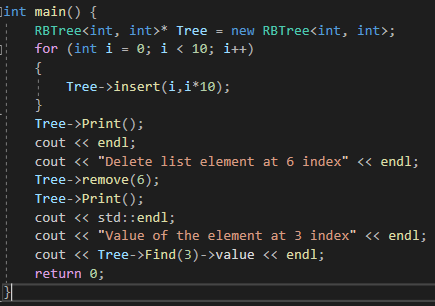 int main() {
RBTree<int, int>* Tree = new RBTree<int, int>;
for (int i = 0; i < 10; i++)
{
Tree->insert(i,i*10);
}
Tree->Print();
cout << endl;
cout << "Delete list element at 6 index" << endl;
Tree->remove(6);
Tree->Print();
cout << std::endl;
cout << "Value of the element at 3 index" << endl;
cout << Tree->Find(3)->value << endl;
return 0;
}